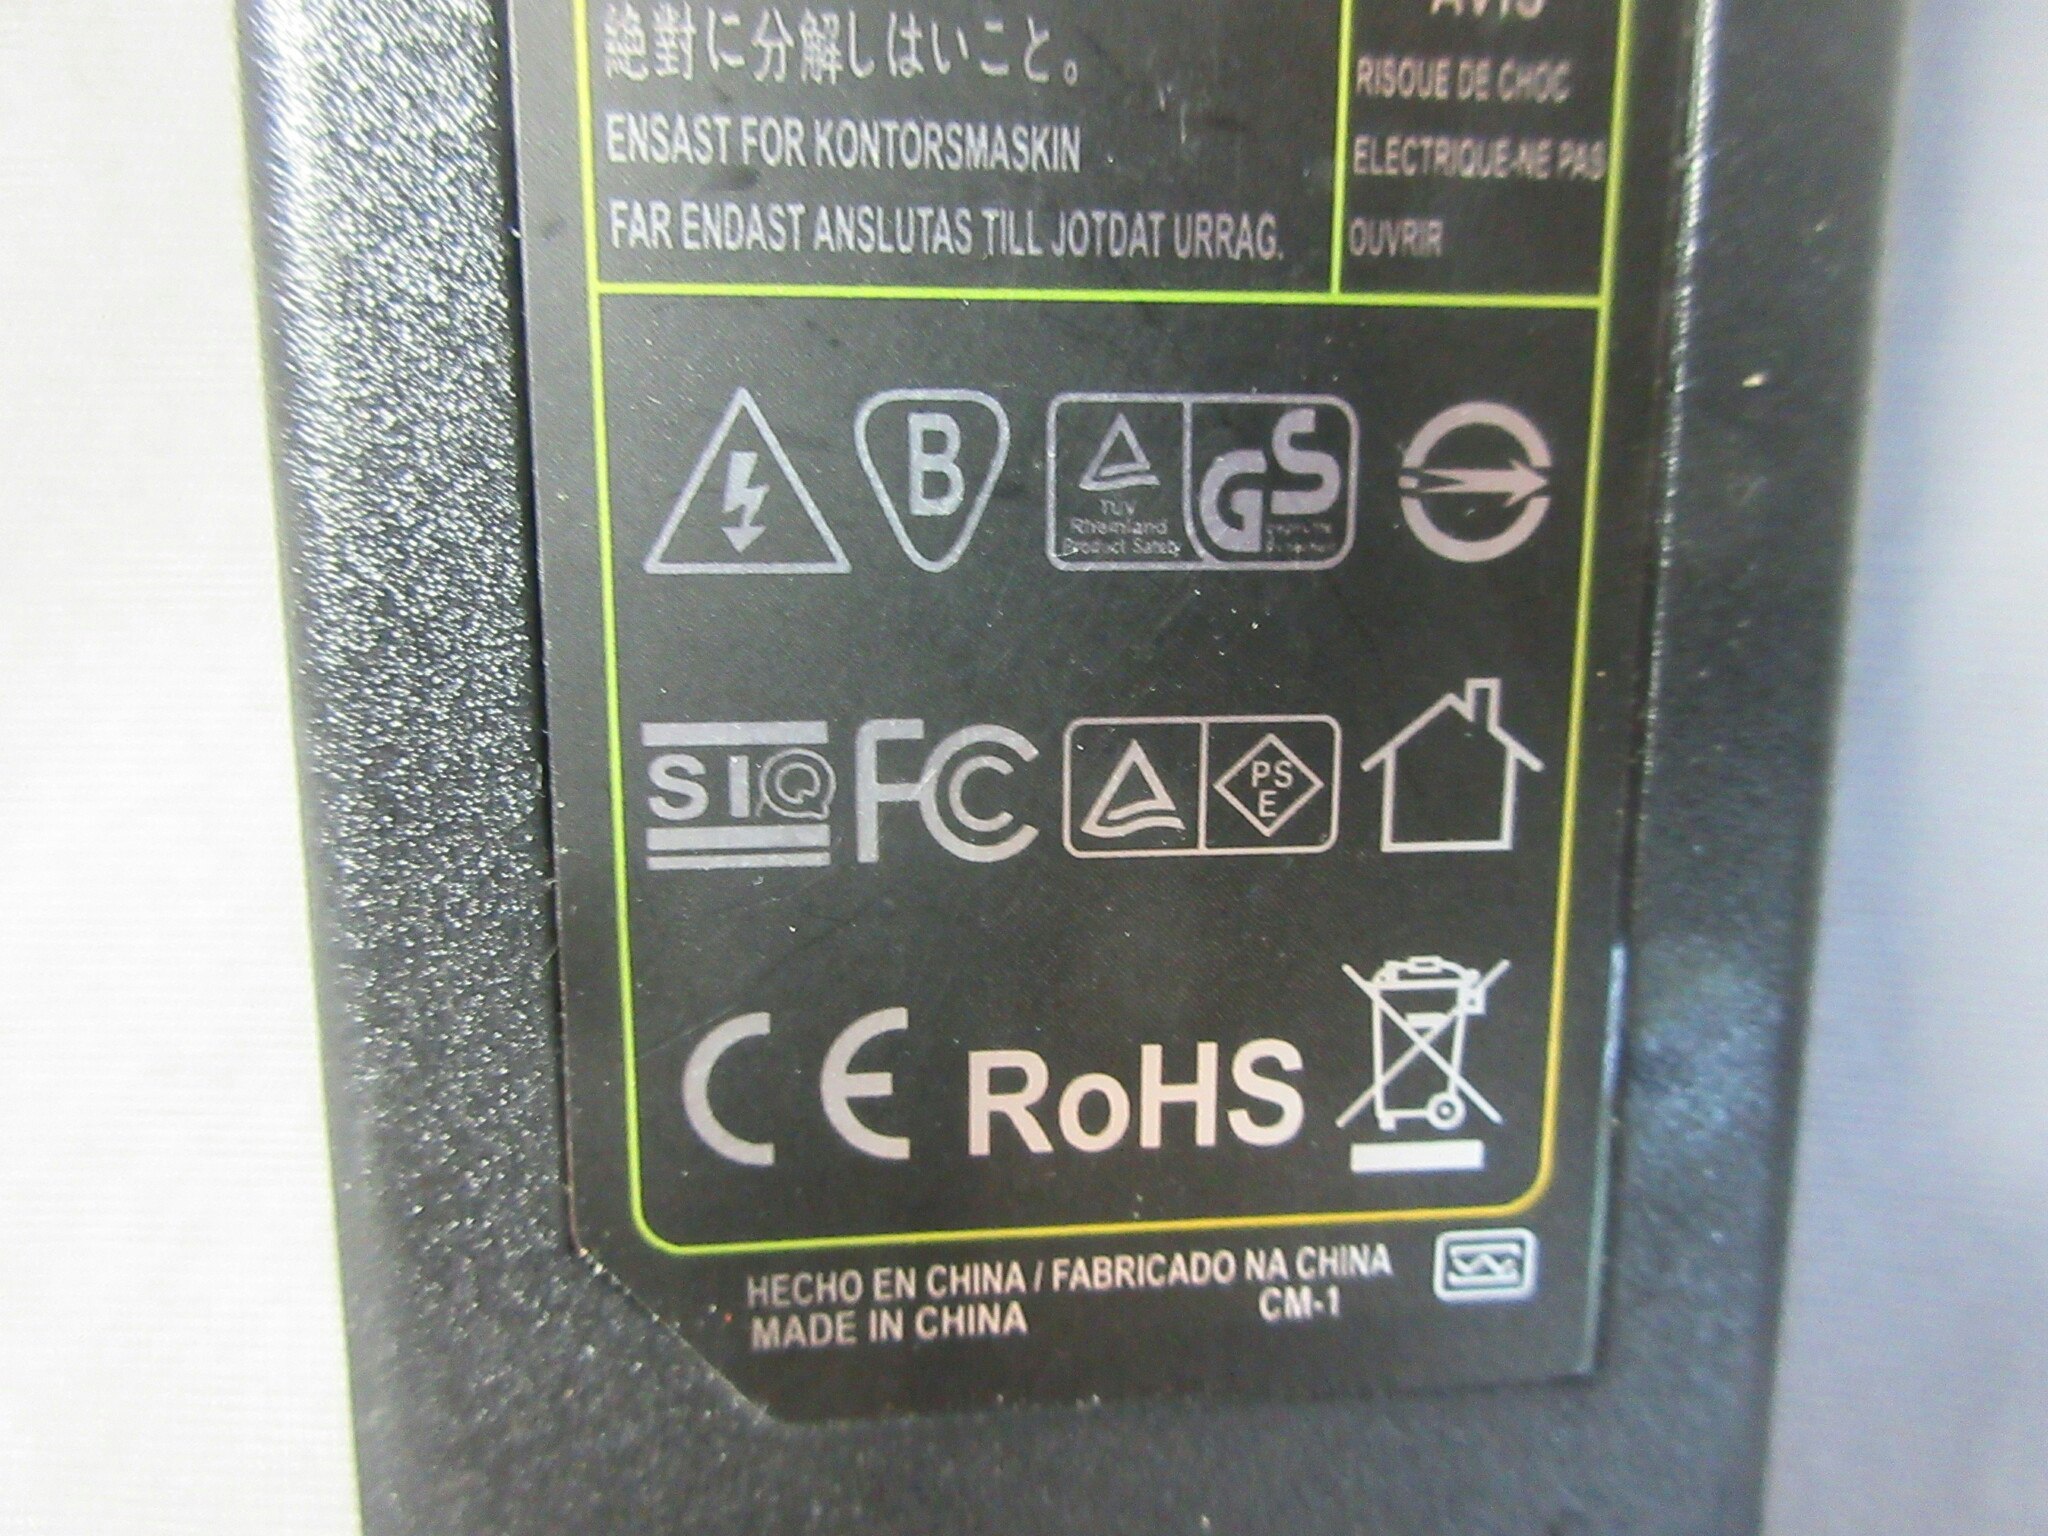 絶對に分解しはいこと。
ENSAST FOR KONTORSMASKIN
FAR ENDAST ANSLUTAS TILL JOTDAT URRAG.
AVIS
RISQUE DE CHOC
ELECTRIQUE-NE PAS
OUVRIR
B
TÜV
Rheinland
Product Safety
GS
SIQ
FC
PS
E
CE RoHS
HECHO EN CHINA / FABRICADO NA CHINA
MADE IN CHINA CM-1